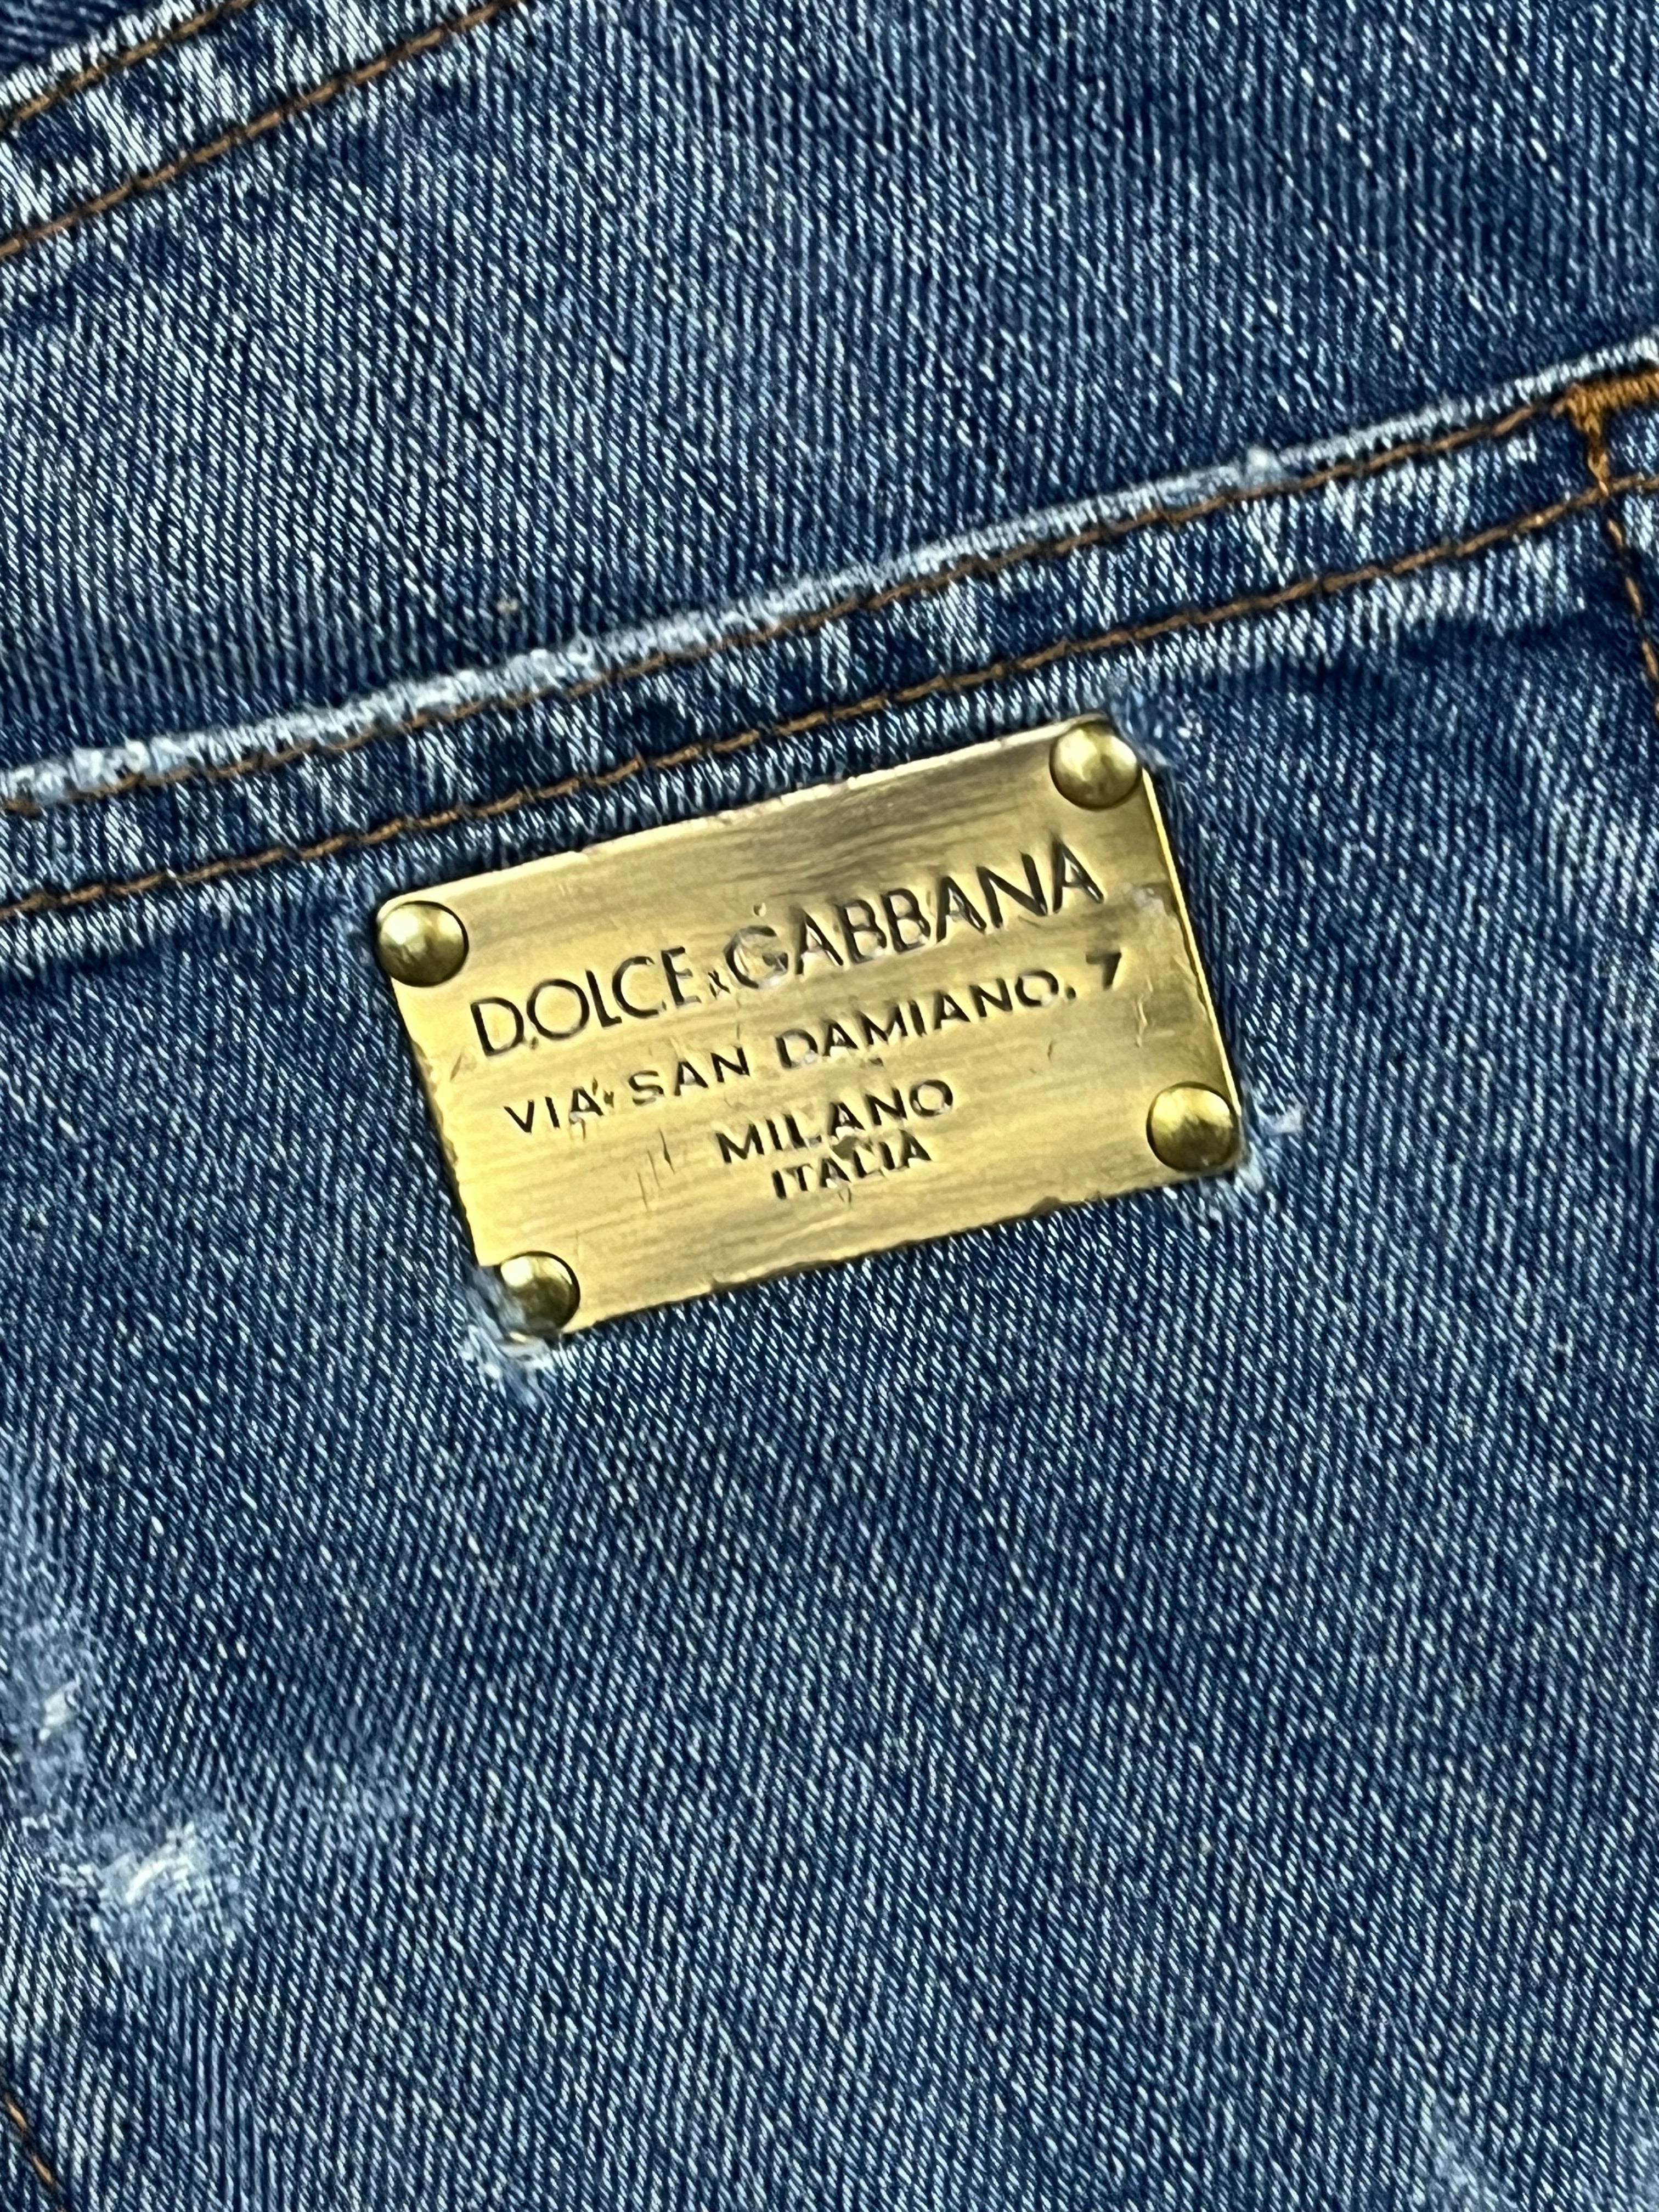 DOLCE&GABBANA
VIA SAN DAMIANO, 7
MILANO
ITALIA